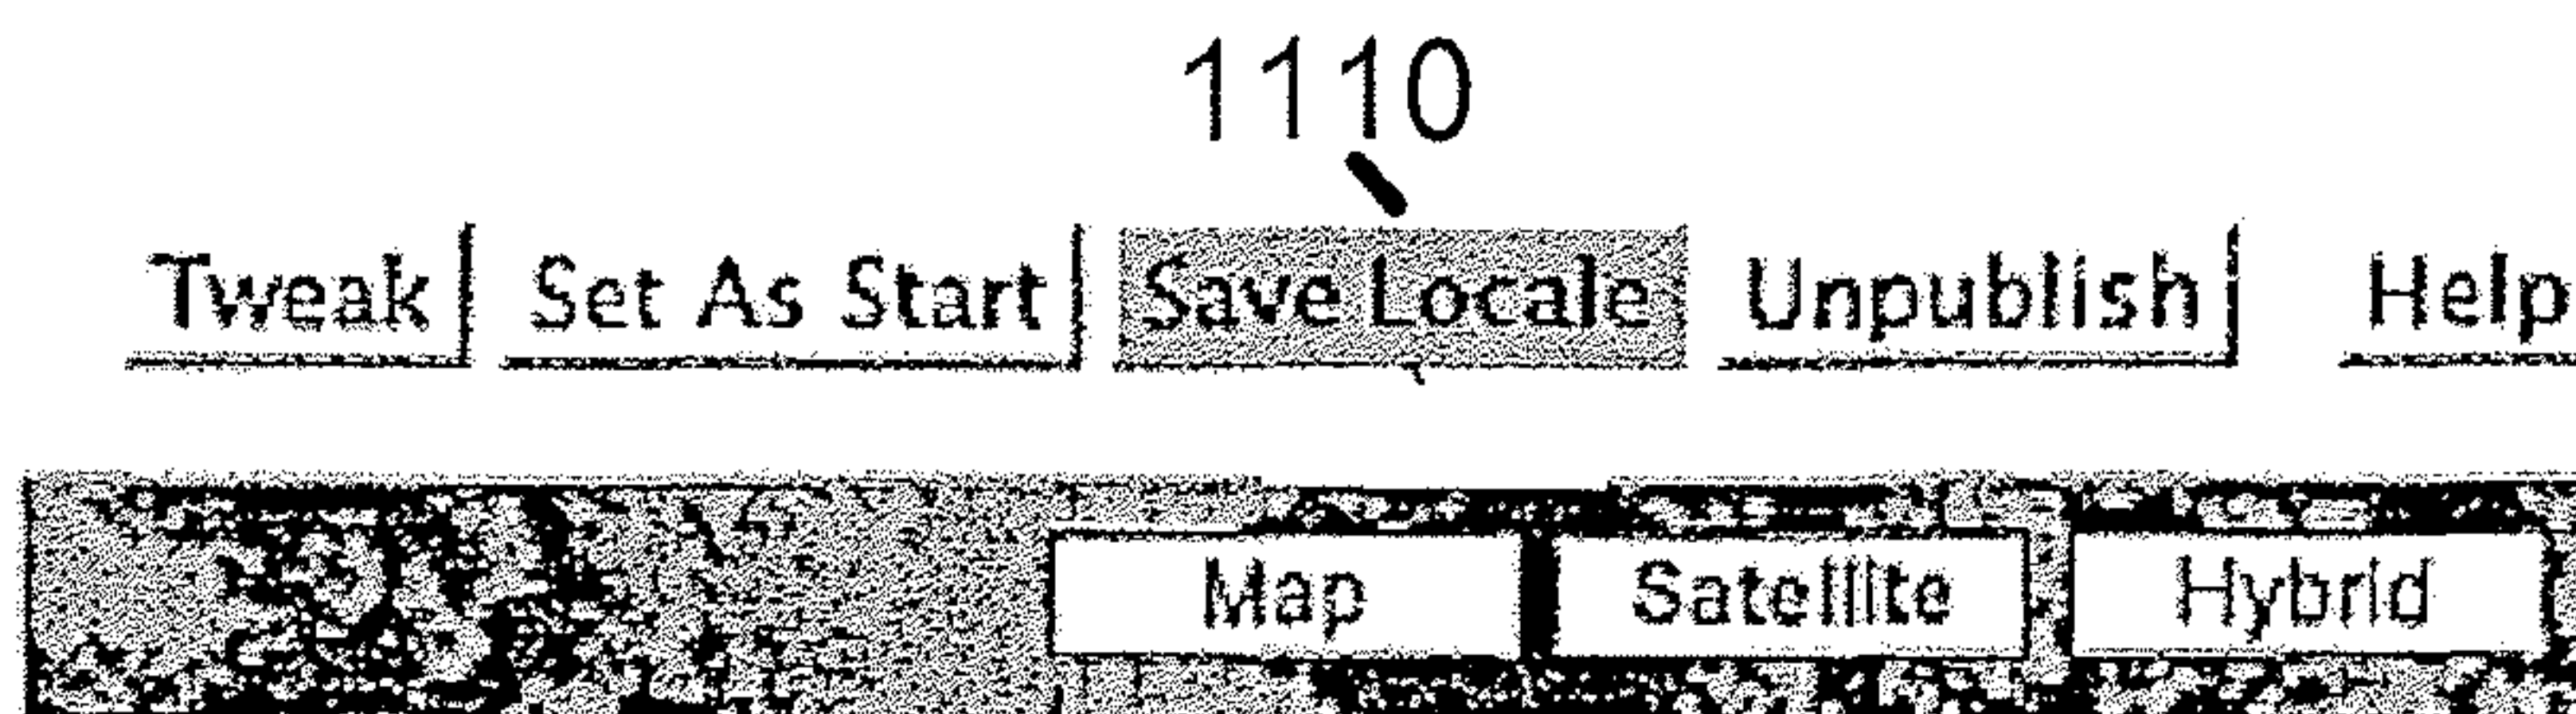 1110
Tweak Set As Start Save Locale Unpublish Help
Map Satellite Hybrid